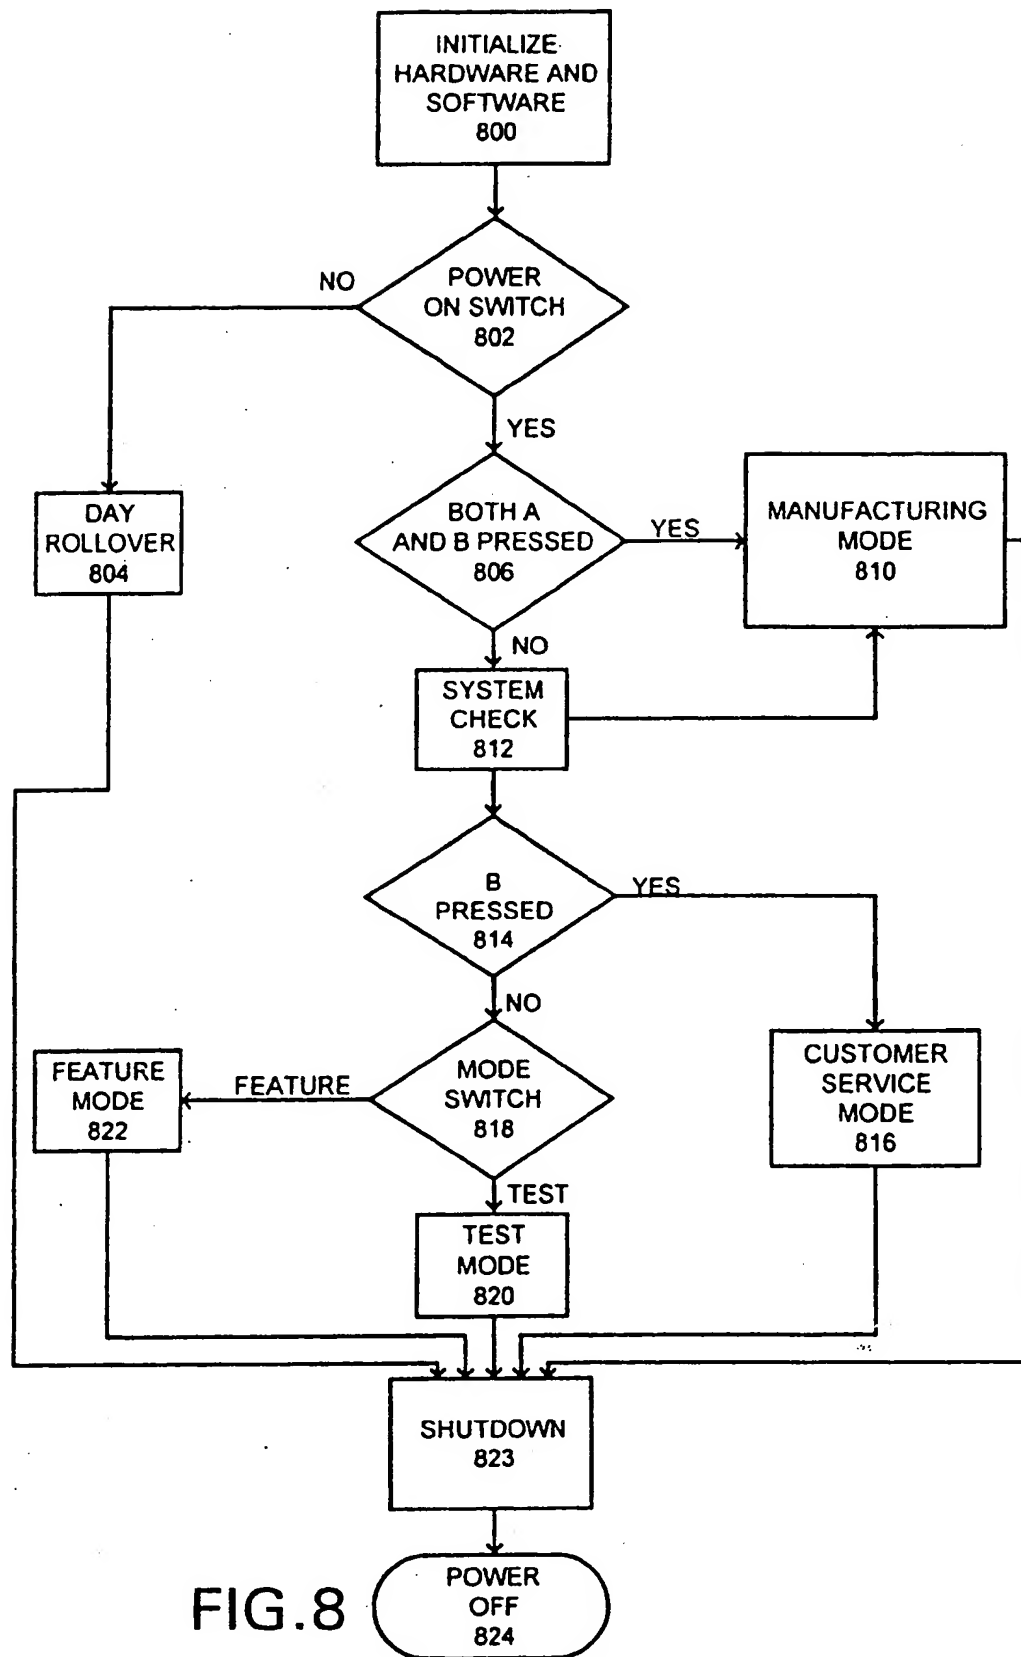 INITIALIZE
HARDWARE AND
SOFTWARE
800
NO
POWER
ON SWITCH
802
YES
DAY
ROLLOVER
804
BOTH A
AND B PRESSED
806
YES
MANUFACTURING
MODE
810
NO
SYSTEM
CHECK
812
B
PRESSED
814
YES
NO
FEATURE
MODE
822
FEATURE
MODE
SWITCH
818
CUSTOMER
SERVICE
MODE
816
TEST
TEST
MODE
820
SHUTDOWN
823
POWER
OFF
824
FIG.8